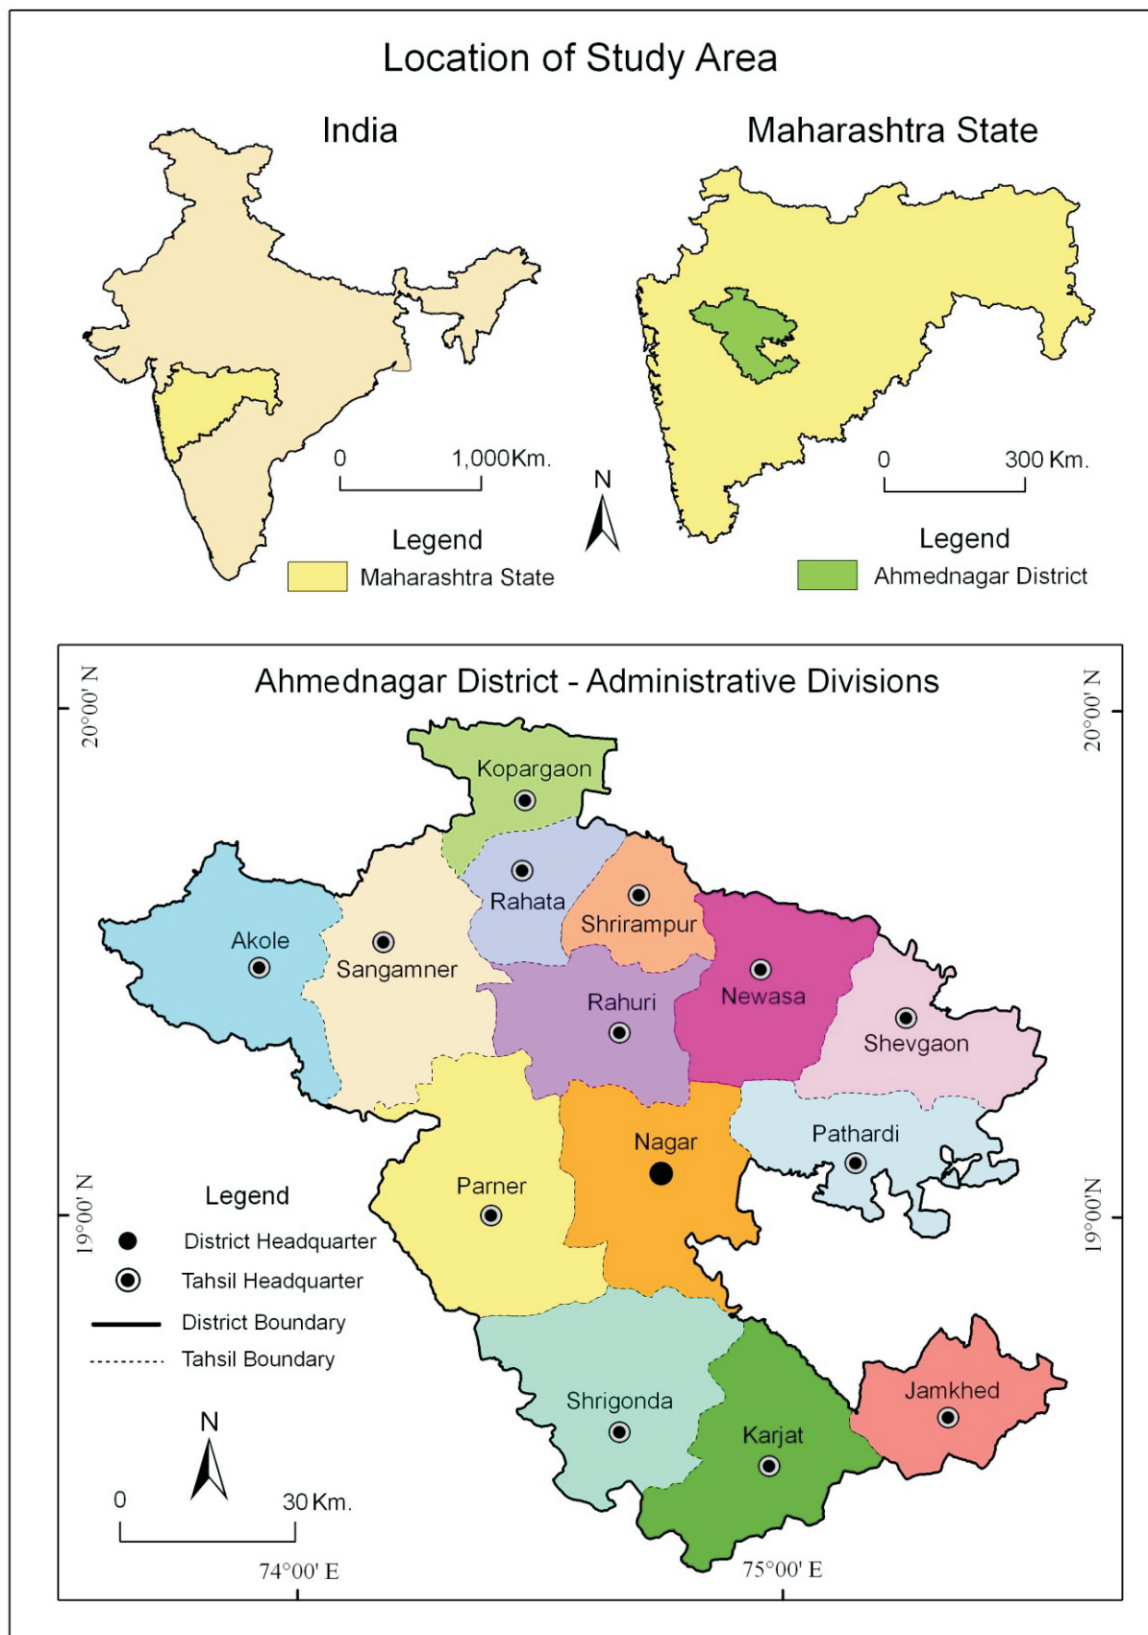 Location of Study Area
India
Maharashtra State
0 1,000Km.
N
0 300 Km.
Legend
Maharashtra State
Legend
Ahmednagar District
Ahmednagar District - Administrative Divisions
20°00' N
20°00' N
Kopargaon
Rahata
Shrirampur
Akole
Sangamner
Rahuri
Newasa
Shevgaon
Nagar
Pathardi
Parner
19°00' N
19°00'N
Legend
District Headquarter
Tahsil Headquarter
District Boundary
Tahsil Boundary
Shrigonda
Karjat
Jamkhed
N
0 30 Km.
74°00' E
75°00' E